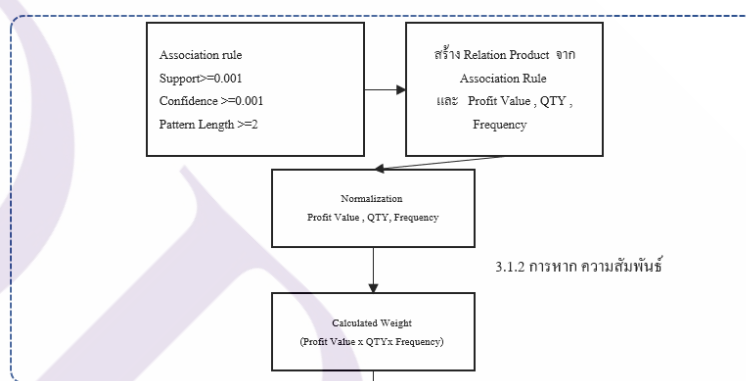 Association rule
Support>=0.001
Confidence >=0.001
Pattern Length >=2
สร้าง Relation Product จาก
Association Rule
และ Profit Value , QTY ,
Frequency
Normalization
Profit Value , QTY, Frequency
3.1.2 การหาก ความสัมพันธ์
Calculated Weight
(Profit Value x QTYx Frequency)